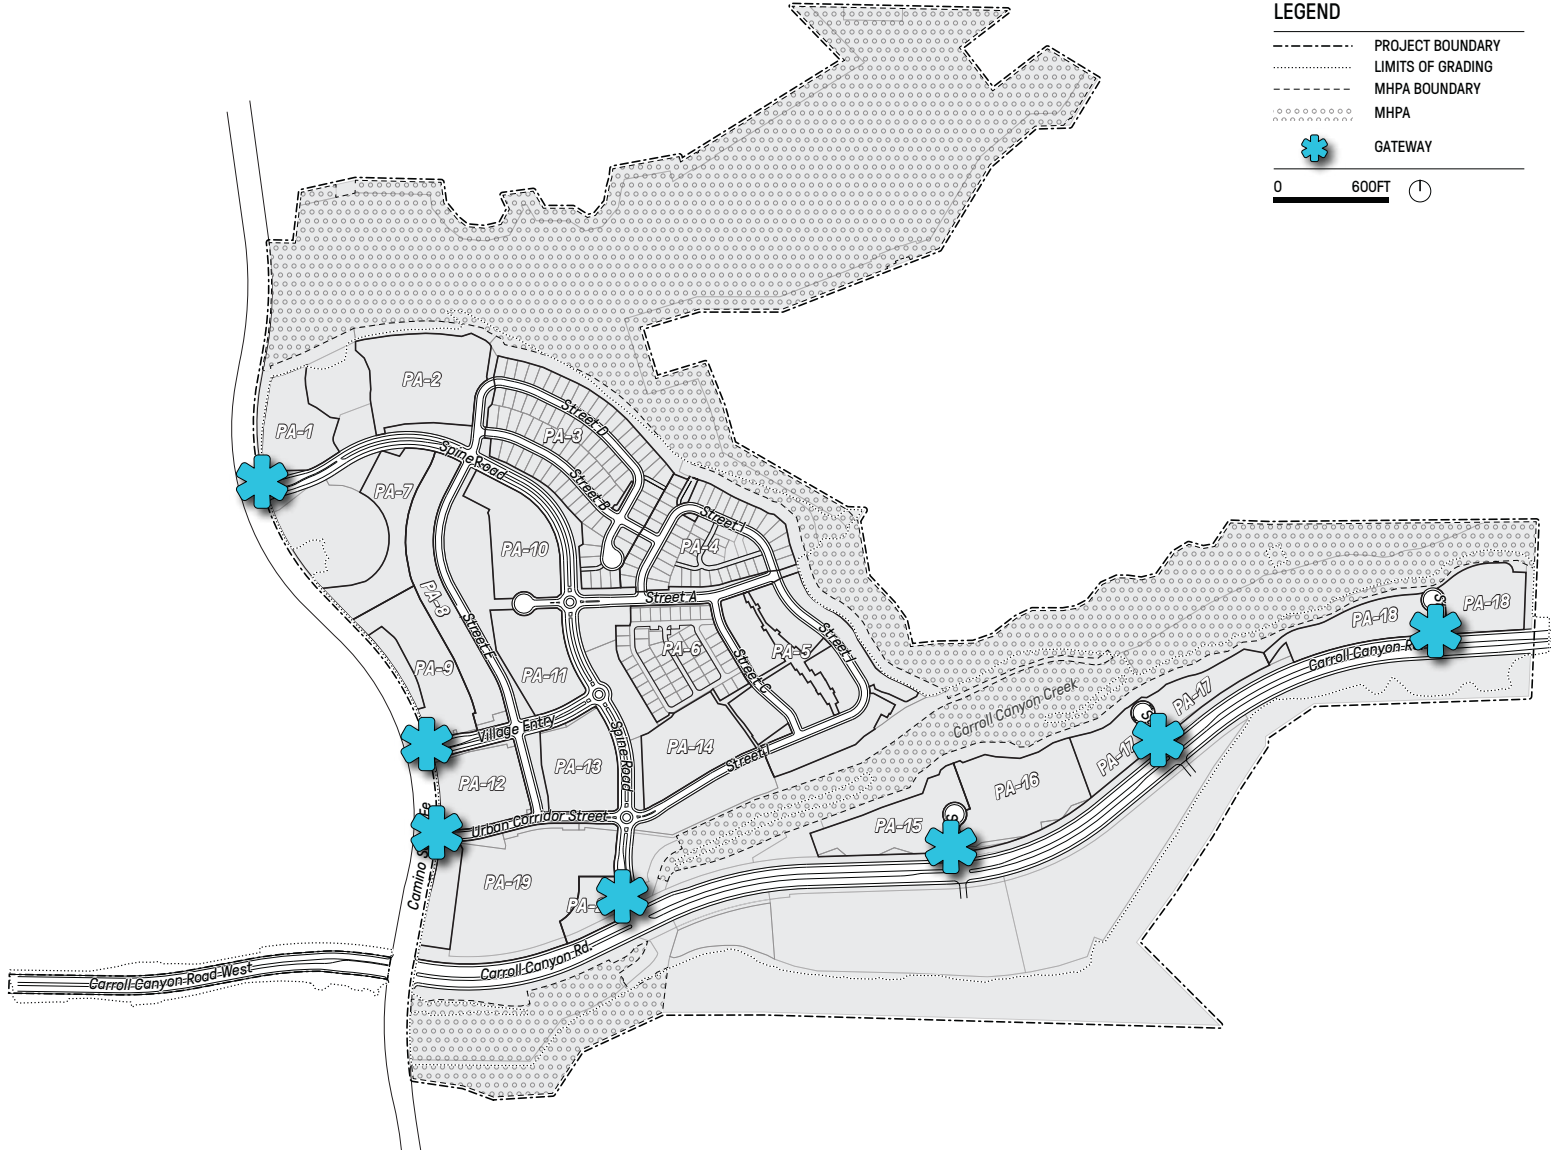 LEGEND
PROJECT BOUNDARY
LIMITS OF GRADING
MHPA BOUNDARY
MHPA
GATEWAY
0 600FT
PA-2
PA-1
Street D
PA-3
Spine Road
PA-7
Street B
Street J
PA-10
PA-4
PA-8
Street A
Street E
PA-6
PA-5
Street J
PA-9
PA-11
Street C
Village Entry
Spine Road
PA-14
Street I
PA-13
PA-12
Urban Corridor Street
Camino
PA-19
Carroll Canyon Rd.
Carroll Canyon Road West
Carroll Canyon Creek
PA-15
PA-16
PA-17
PA-17
PA-18
PA-18
Carroll Canyon